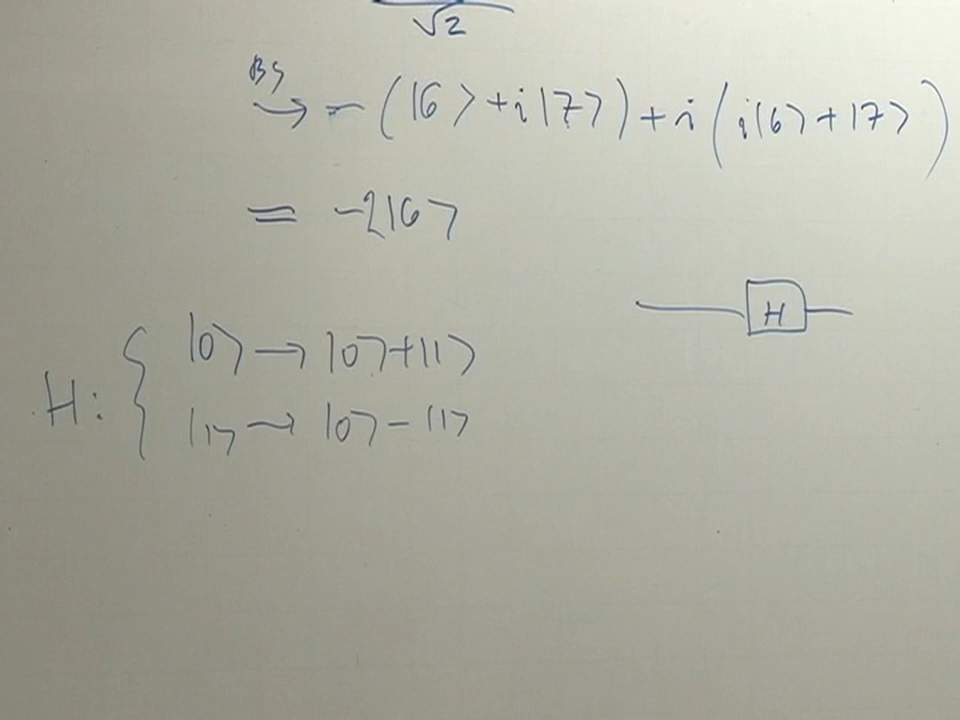 √2
BS
→ -(|6⟩+i|7⟩)+i(i|6⟩+|7⟩)
= -2|6⟩
H
H: { |0⟩ → |0⟩+|1⟩
|1⟩ → |0⟩-|1⟩